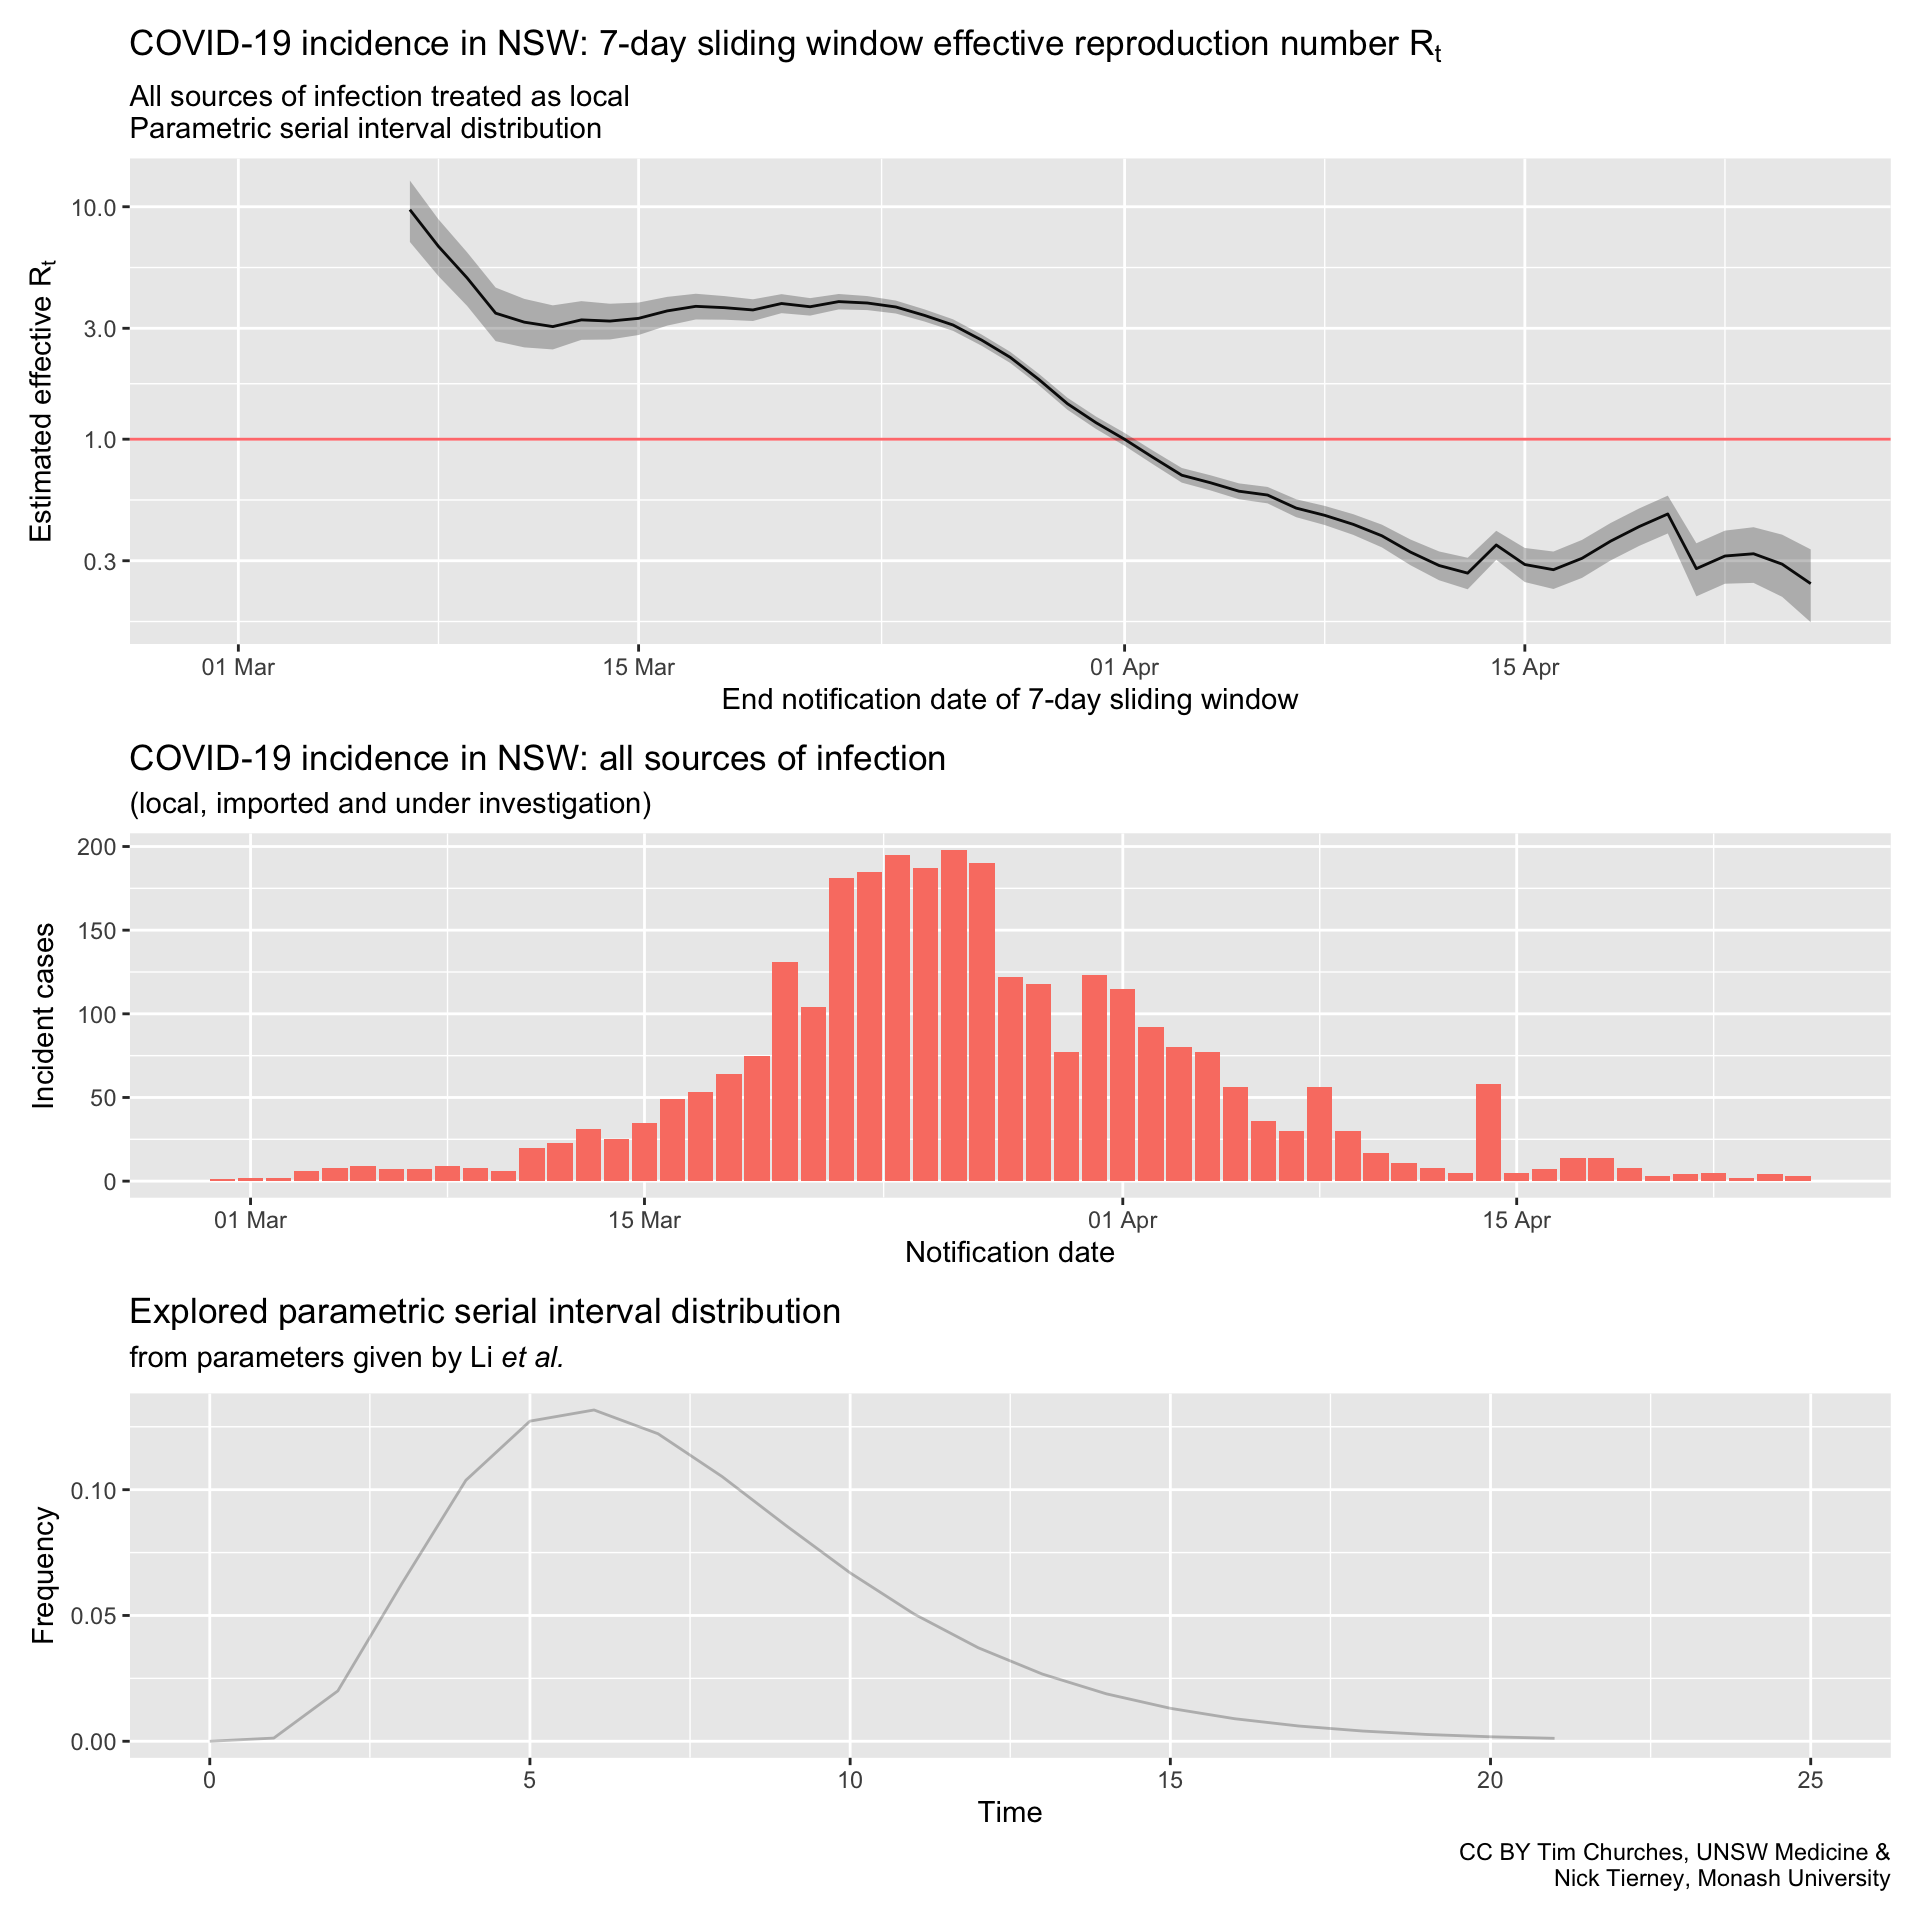 COVID-19 incidence in NSW: 7-day sliding window effective reproduction number Rt
All sources of infection treated as local
Parametric serial interval distribution
Estimated effective Rt
10.0
3.0
1.0
0.3
01 Mar 15 Mar 01 Apr 15 Apr
End notification date of 7-day sliding window
COVID-19 incidence in NSW: all sources of infection
(local, imported and under investigation)
Incident cases
200
150
100
50
0
01 Mar 15 Mar 01 Apr 15 Apr
Notification date
Explored parametric serial interval distribution
from parameters given by Li et al.
Frequency
0.10
0.05
0.00
0 5 10 15 20 25
Time
CC BY Tim Churches, UNSW Medicine &
Nick Tierney, Monash University